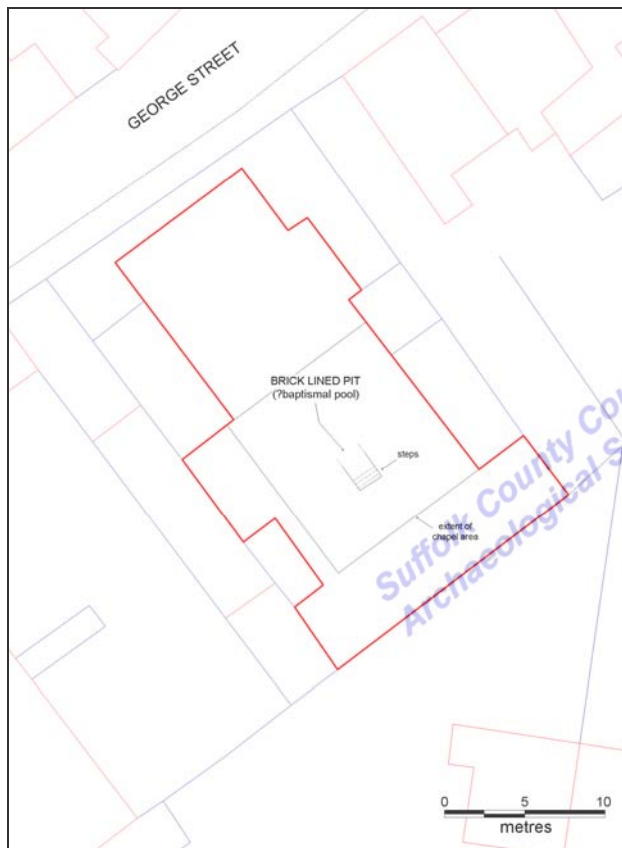 GEORGE STREET
BRICK LINED PIT
(?baptismal pool)
steps
extent of
chapel area
Suffolk County Cou
Archaeological S
0 5 10
metres